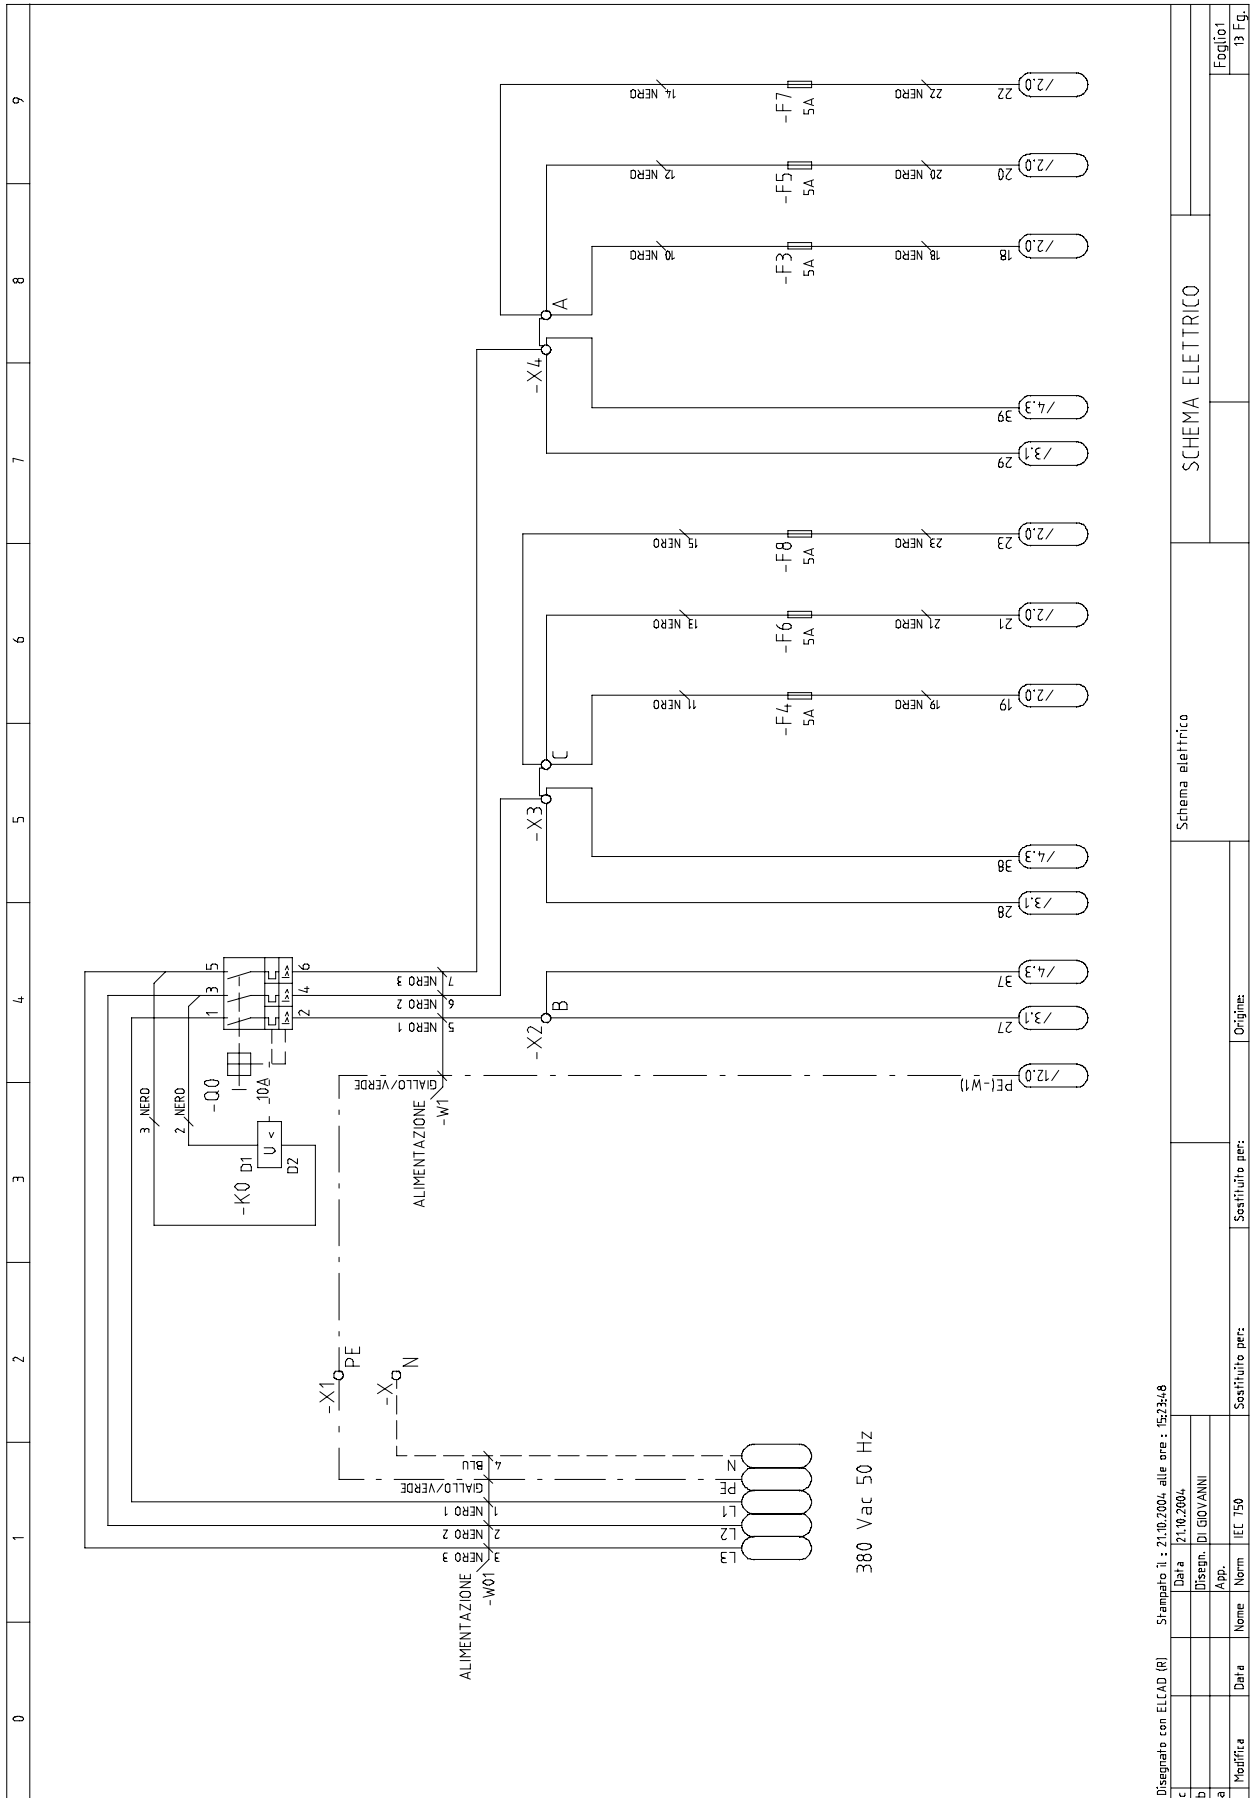 0
1
2
3
4
5
6
7
8
9
3 NERO
2 NERO
-Q0
10A
1
3
5
2
4
6
I>
I>
I>
-K0
D1
D2
U <
ALIMENTAZIONE
-W01
3 NERO 3
2 NERO 2
1 NERO 1
GIALLO/VERDE
4 BLU
L3
L2
L1
PE
N
380 Vac 50 Hz
-X1
PE
-X
N
ALIMENTAZIONE
-W1
GIALLO/VERDE
5 NERO 1
6 NERO 2
7 NERO 3
-X2
B
PE(-W1)
/12.0
27
/3.1
37
/4.3
-X3
C
28
/3.1
38
/4.3
11 NERO
-F4
5A
19 NERO
19
/2.0
13 NERO
-F6
5A
21 NERO
21
/2.0
15 NERO
-F8
5A
23 NERO
23
/2.0
-X4
A
29
/3.1
39
/4.3
10 NERO
-F3
5A
18 NERO
18
/2.0
12 NERO
-F5
5A
20 NERO
20
/2.0
14 NERO
-F7
5A
22 NERO
22
/2.0
Disegnato con ELCAD (R) Stampato il : 21.10.2004 alle ore : 15:23:48
c
b
a
Modifica
Data
Nome
Data 21.10.2004
Disegn. DI GIOVANNI
App.
Norm IEC 750
Sostituito per:
Sostituito per:
Origine:
Schema elettrico
SCHEMA ELETTRICO
Foglio1
13 Fg.